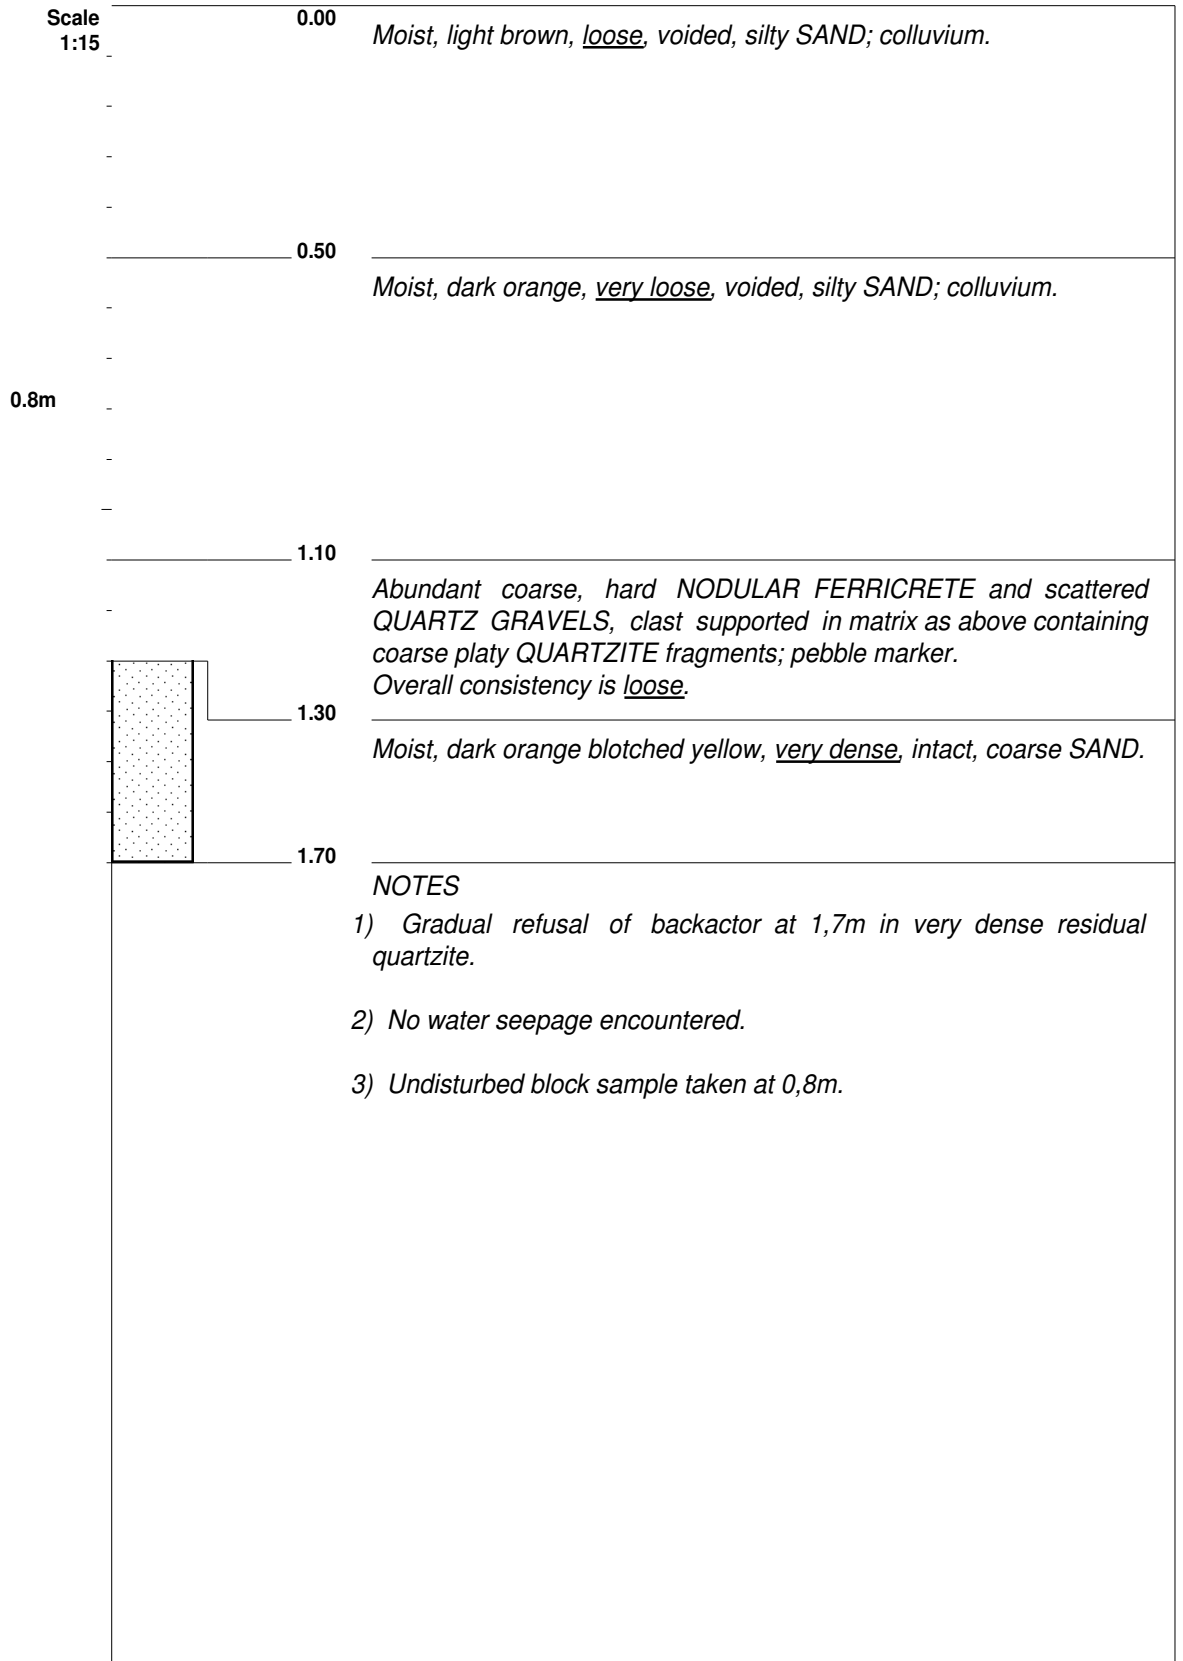 Scale
1:15
0.00
Moist, light brown, loose, voided, silty SAND; colluvium.
0.50
Moist, dark orange, very loose, voided, silty SAND; colluvium.
0.8m
1.10
Abundant coarse, hard NODULAR FERRICRETE and scattered
QUARTZ GRAVELS, clast supported in matrix as above containing
coarse platy QUARTZITE fragments; pebble marker.
Overall consistency is loose.
1.30
Moist, dark orange blotched yellow, very dense, intact, coarse SAND.
1.70
NOTES
1) Gradual refusal of backactor at 1,7m in very dense residual
quartzite.
2) No water seepage encountered.
3) Undisturbed block sample taken at 0,8m.